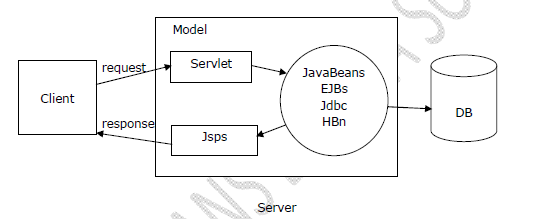 Model
Client
request
Servlet
JavaBeans
EJBs
Jdbc
HBn
DB
response
Jsps
Server